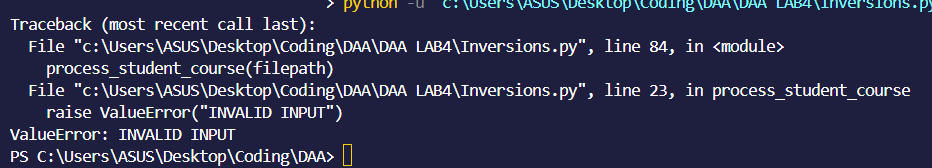 > python -u "c:\Users\ASUS\Desktop\Coding\DAA\DAA LAB4\Inversions.py
Traceback (most recent call last):
  File "c:\Users\ASUS\Desktop\Coding\DAA\DAA LAB4\Inversions.py", line 84, in <module>
    process_student_course(filepath)
  File "c:\Users\ASUS\Desktop\Coding\DAA\DAA LAB4\Inversions.py", line 23, in process_student_course
    raise ValueError("INVALID INPUT")
ValueError: INVALID INPUT
PS C:\Users\ASUS\Desktop\Coding\DAA>